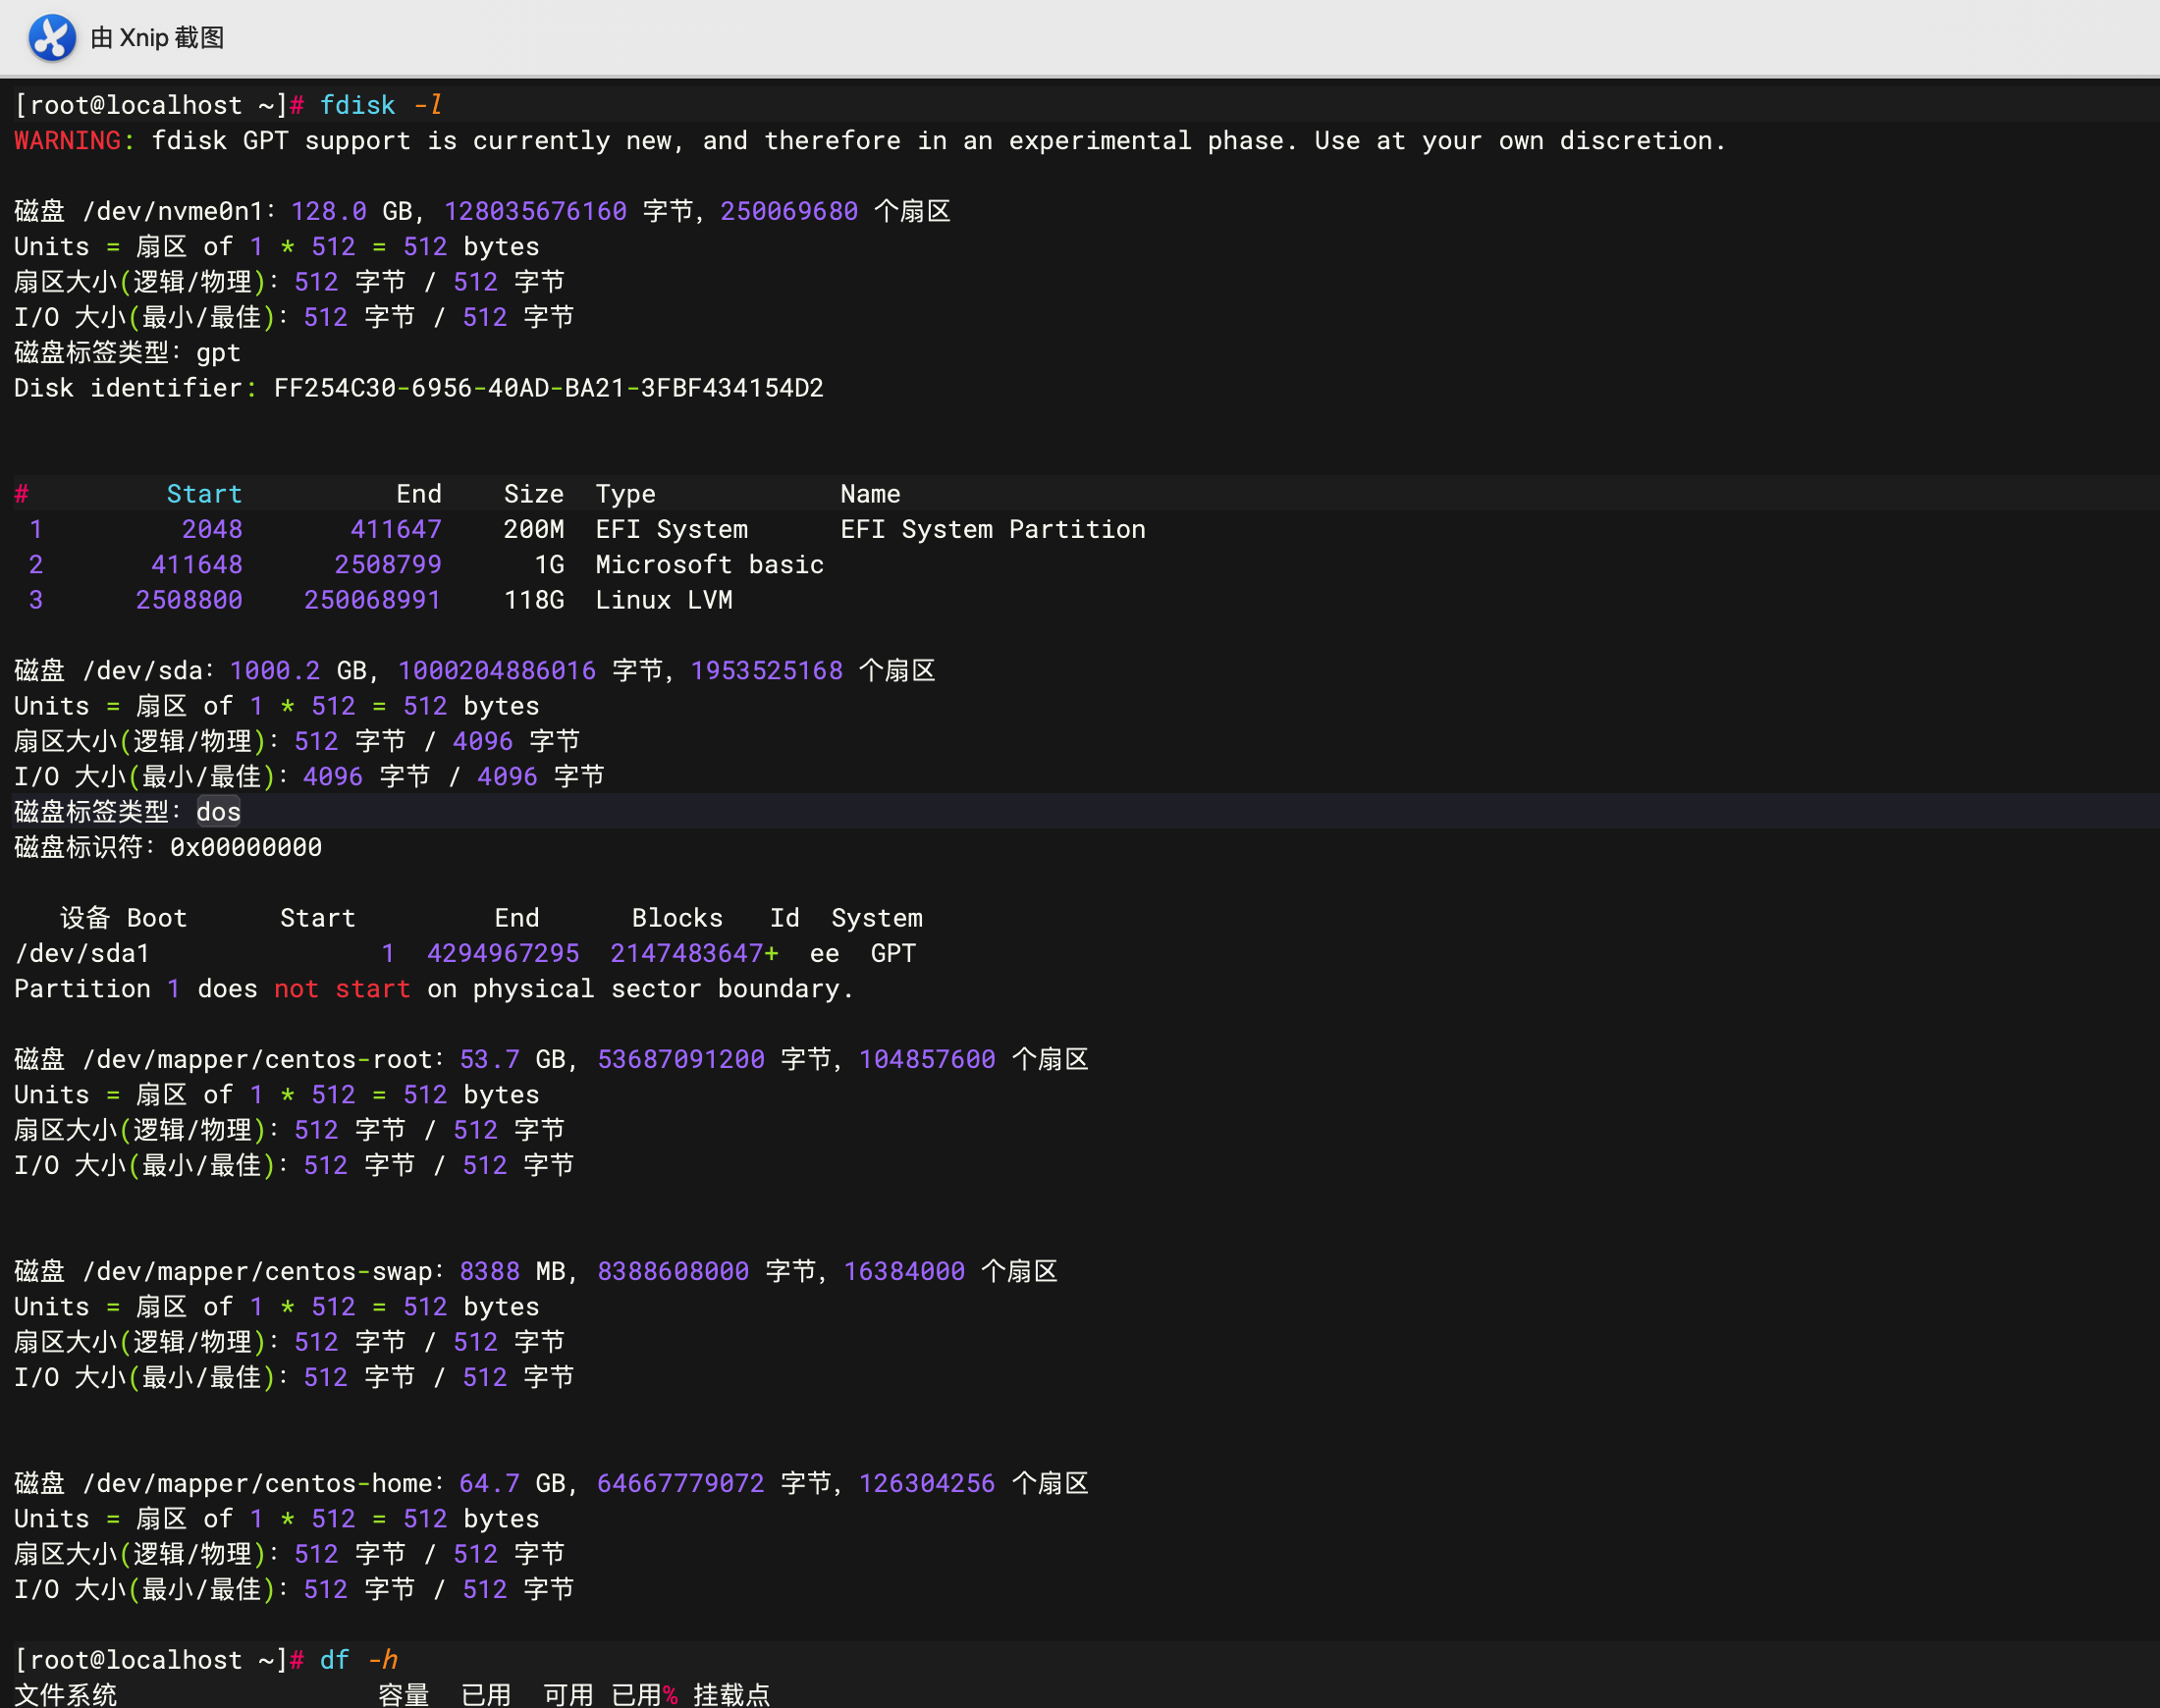 由 Xnip 截图
[root@localhost ~]# fdisk -l
WARNING: fdisk GPT support is currently new, and therefore in an experimental phase. Use at your own discretion.
磁盘 /dev/nvme0n1：128.0 GB, 128035676160 字节，250069680 个扇区
Units = 扇区 of 1 * 512 = 512 bytes
扇区大小(逻辑/物理)：512 字节 / 512 字节
I/O 大小(最小/最佳)：512 字节 / 512 字节
磁盘标签类型：gpt
Disk identifier: FF254C30-6956-40AD-BA21-3FBF434154D2
#         Start          End    Size  Type            Name
1         2048       411647    200M  EFI System      EFI System Partition
2       411648      2508799      1G  Microsoft basic
3      2508800    250068991    118G  Linux LVM
磁盘 /dev/sda：1000.2 GB, 1000204886016 字节，1953525168 个扇区
Units = 扇区 of 1 * 512 = 512 bytes
扇区大小(逻辑/物理)：512 字节 / 4096 字节
I/O 大小(最小/最佳)：4096 字节 / 4096 字节
磁盘标签类型：dos
磁盘标识符：0x00000000
设备 Boot      Start         End      Blocks   Id  System
/dev/sda1               1  4294967295  2147483647+  ee  GPT
Partition 1 does not start on physical sector boundary.
磁盘 /dev/mapper/centos-root：53.7 GB, 53687091200 字节，104857600 个扇区
Units = 扇区 of 1 * 512 = 512 bytes
扇区大小(逻辑/物理)：512 字节 / 512 字节
I/O 大小(最小/最佳)：512 字节 / 512 字节
磁盘 /dev/mapper/centos-swap：8388 MB, 8388608000 字节，16384000 个扇区
Units = 扇区 of 1 * 512 = 512 bytes
扇区大小(逻辑/物理)：512 字节 / 512 字节
I/O 大小(最小/最佳)：512 字节 / 512 字节
磁盘 /dev/mapper/centos-home：64.7 GB, 64667779072 字节，126304256 个扇区
Units = 扇区 of 1 * 512 = 512 bytes
扇区大小(逻辑/物理)：512 字节 / 512 字节
I/O 大小(最小/最佳)：512 字节 / 512 字节
[root@localhost ~]# df -h
文件系统                 容量  已用  可用 已用% 挂载点